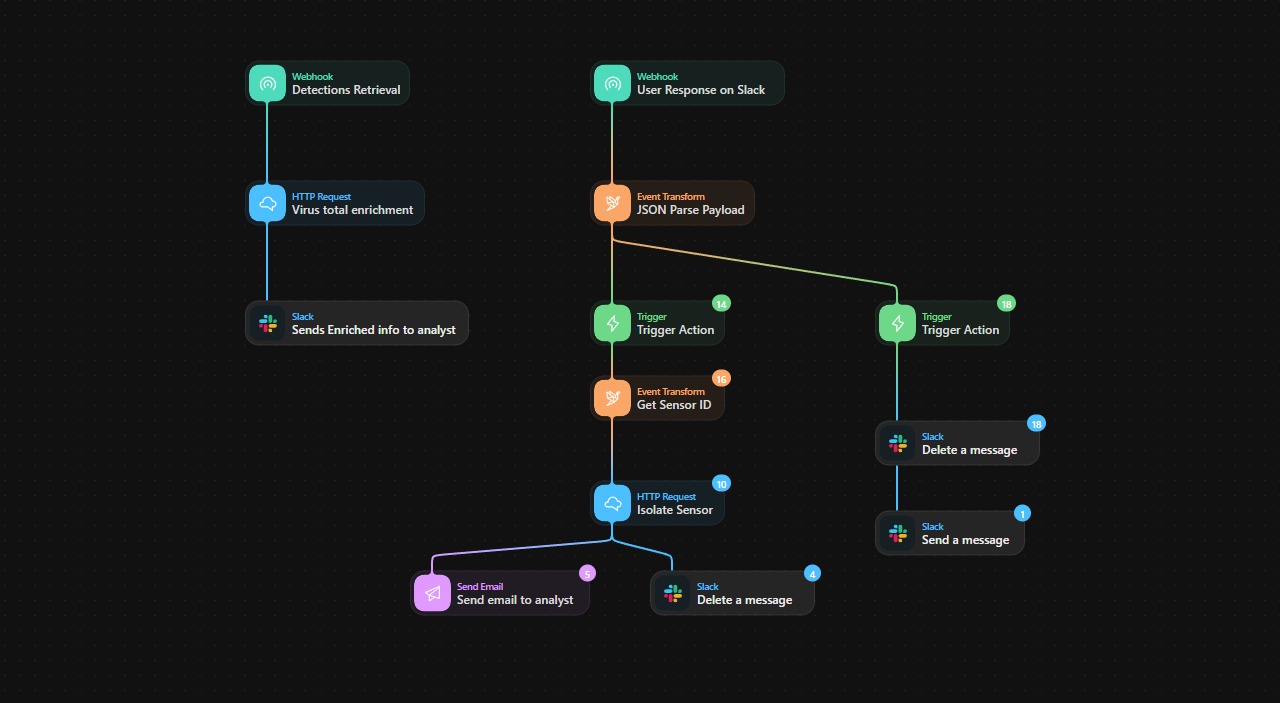 Webhook
Detections Retrieval
Webhook
User Response on Slack
HTTP Request
Virus total enrichment
Event Transform
JSON Parse Payload
Slack
Sends Enriched info to analyst
14
Trigger
Trigger Action
18
Trigger
Trigger Action
16
Event Transform
Get Sensor ID
18
Slack
Delete a message
10
HTTP Request
Isolate Sensor
1
Slack
Send a message
5
Send Email
Send email to analyst
4
Slack
Delete a message